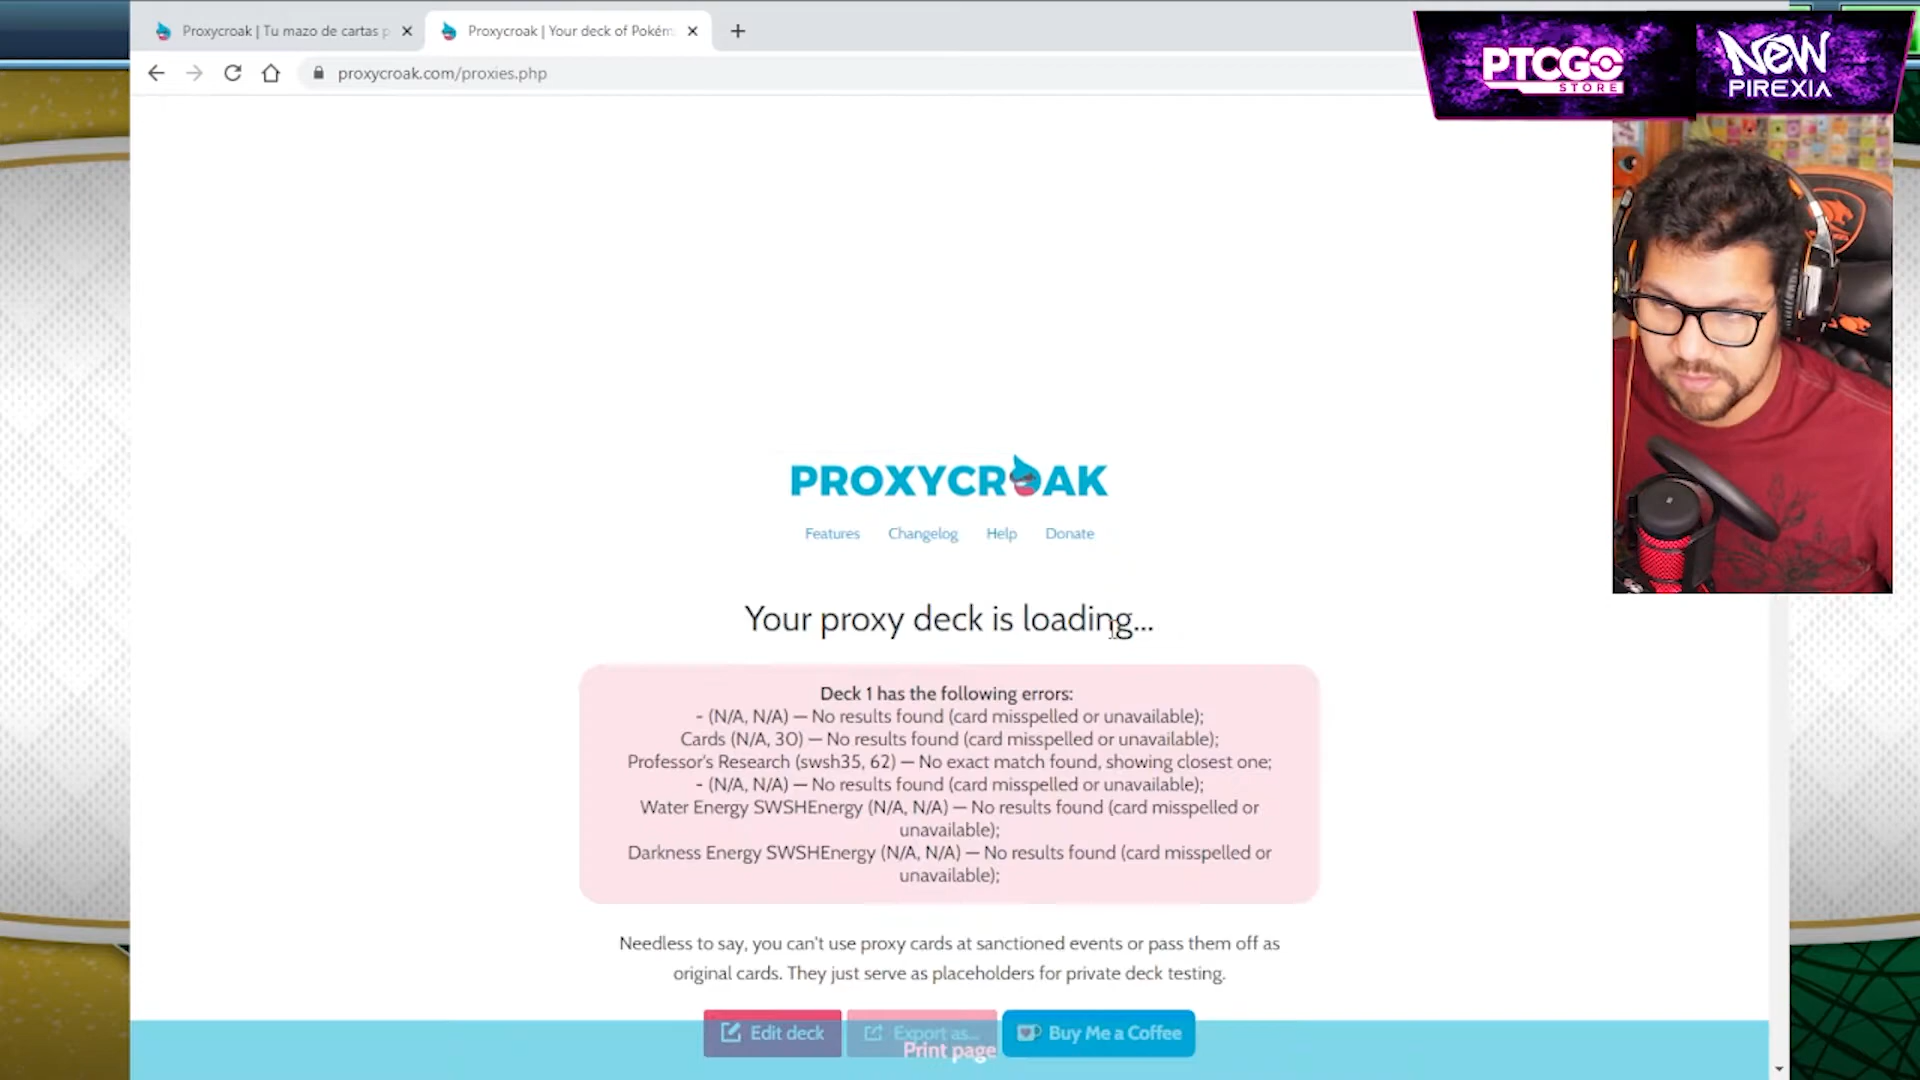 Proxycroak | Tu mazo de cartas p
Proxycroak | Your deck of Pokém
proxycroak.com/proxies.php
PTCGO
STORE
NEW
PIREXIA
PROXYCROAK
Features Changelog Help Donate
Your proxy deck is loading...
Deck 1 has the following errors:
- (N/A, N/A) — No results found (card misspelled or unavailable);
Cards (N/A, 30) — No results found (card misspelled or unavailable);
Professor's Research (swsh35, 62) — No exact match found, showing closest one;
- (N/A, N/A) — No results found (card misspelled or unavailable);
Water Energy SWSHEnergy (N/A, N/A) — No results found (card misspelled or
unavailable);
Darkness Energy SWSHEnergy (N/A, N/A) — No results found (card misspelled or
unavailable);
Needless to say, you can't use proxy cards at sanctioned events or pass them off as
original cards. They just serve as placeholders for private deck testing.
Edit deck Export as... Buy Me a Coffee
Print page